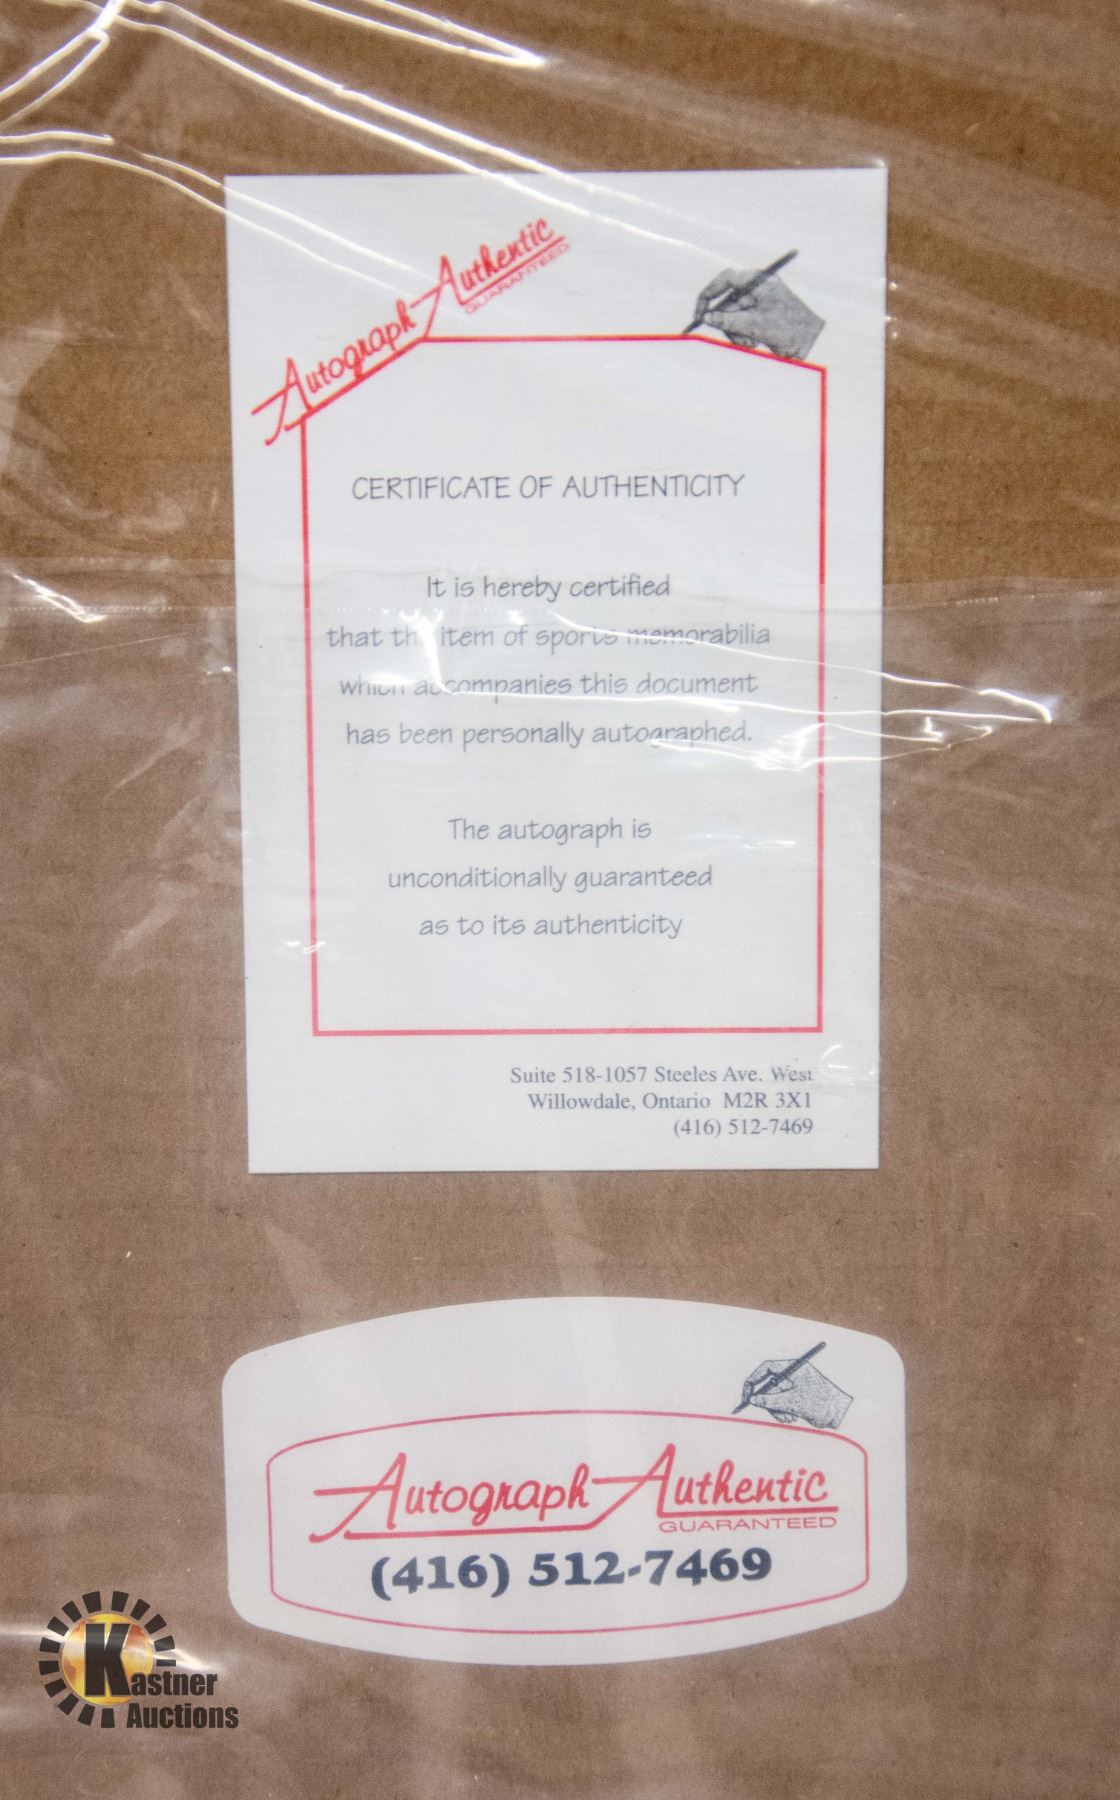 Autograph Authentic
GUARANTEED
CERTIFICATE OF AUTHENTICITY
It is hereby certified
that the item of sports memorabilia
which accompanies this document
has been personally autographed.
The autograph is
unconditionally guaranteed
as to its authenticity
Suite 518-1057 Steeles Ave. West
Willowdale, Ontario M2R 3X1
(416) 512-7469
Autograph Authentic
GUARANTEED
(416) 512-7469
Kastner
Auctions